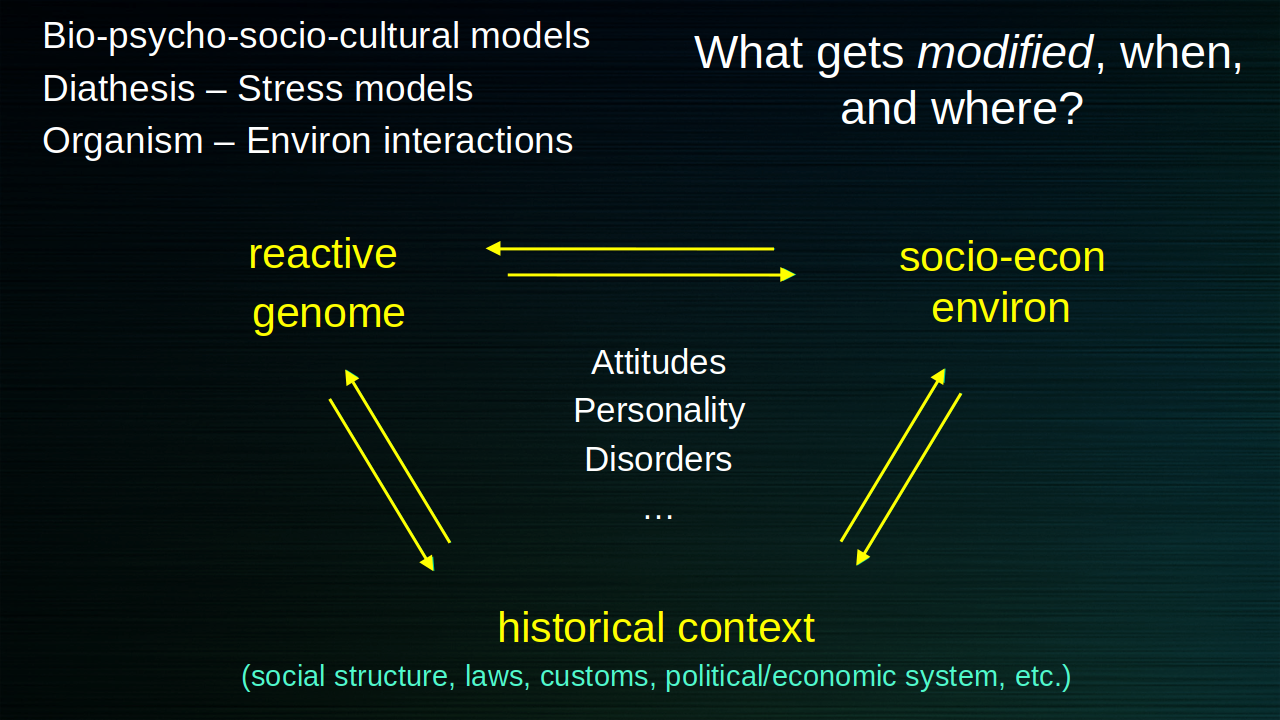 Bio-psycho-socio-cultural models
Diathesis – Stress models
Organism – Environ interactions
What gets modified, when,
and where?
reactive
genome
socio-econ
environ
Attitudes
Personality
Disorders
…
historical context
(social structure, laws, customs, political/economic system, etc.)